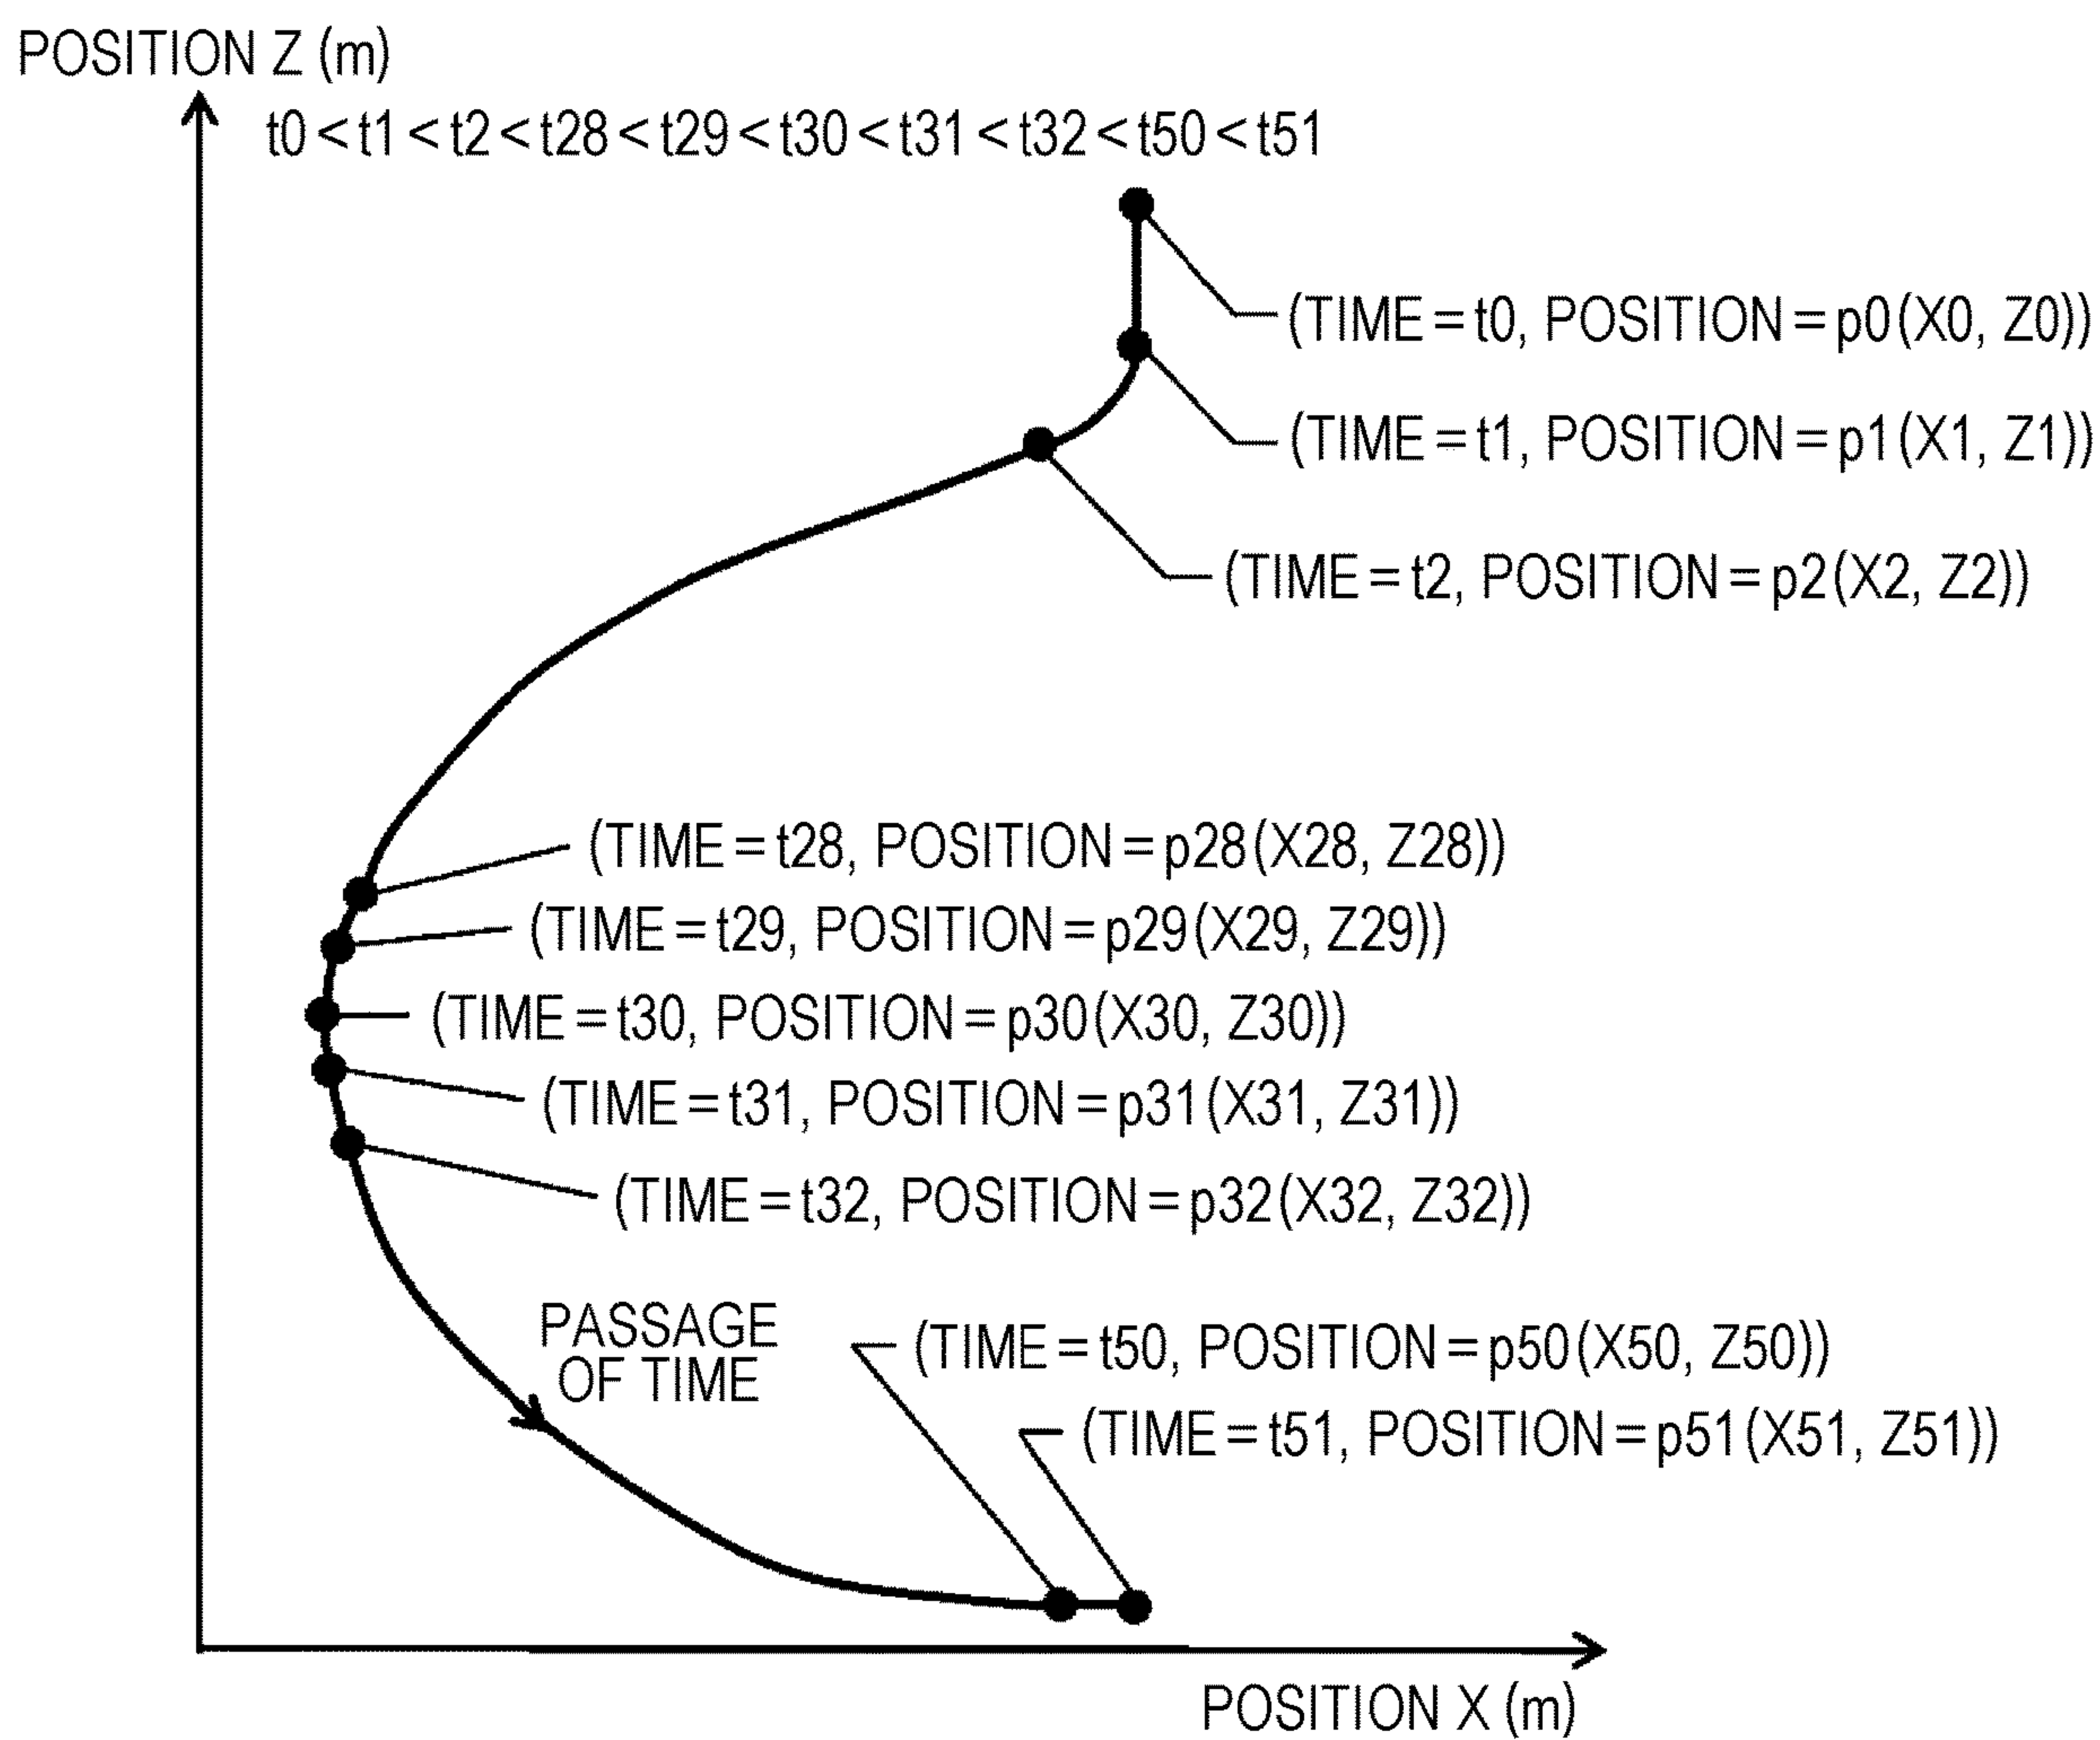 POSITION Z (m)
t0 < t1 < t2 < t28 < t29 < t30 < t31 < t32 < t50 < t51
(TIME = t0, POSITION = p0 (X0, Z0))
(TIME = t1, POSITION = p1 (X1, Z1))
(TIME = t2, POSITION = p2 (X2, Z2))
(TIME = t28, POSITION = p28 (X28, Z28))
(TIME = t29, POSITION = p29 (X29, Z29))
(TIME = t30, POSITION = p30 (X30, Z30))
(TIME = t31, POSITION = p31 (X31, Z31))
(TIME = t32, POSITION = p32 (X32, Z32))
PASSAGE
OF TIME
(TIME = t50, POSITION = p50 (X50, Z50))
(TIME = t51, POSITION = p51 (X51, Z51))
POSITION X (m)